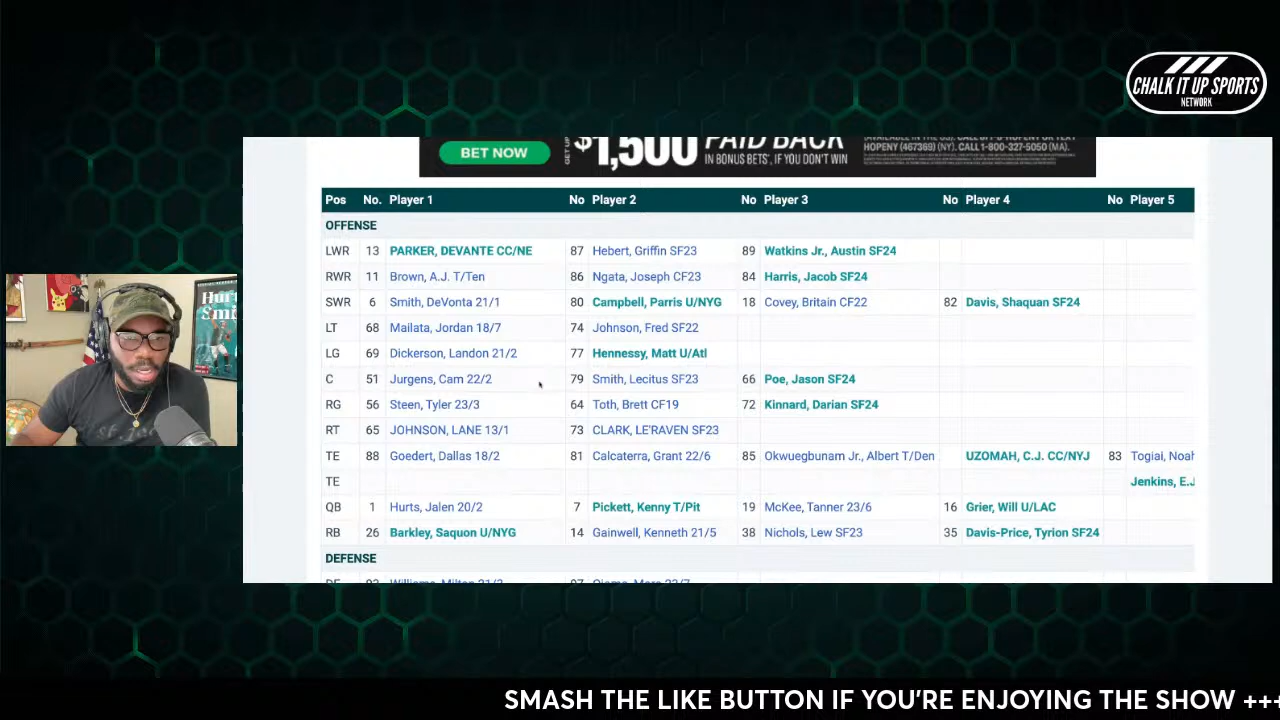 CHALK IT UP SPORTS
NETWORK
BET NOW
$1,500 PAID BACK
IN BONUS BETS, IF YOU DON'T WIN
HOPENY (467369) (NY). CALL 1-800-327-5050 (MA).
Pos No. Player 1 No Player 2 No Player 3 No Player 4 No Player 5
OFFENSE
LWR 13 PARKER, DEVANTE CC/NE 87 Hebert, Griffin SF23 89 Watkins Jr., Austin SF24
RWR 11 Brown, A.J. T/Ten 86 Ngata, Joseph CF23 84 Harris, Jacob SF24
SWR 6 Smith, DeVonta 21/1 80 Campbell, Parris U/NYG 18 Covey, Britain CF22 82 Davis, Shaquan SF24
LT 68 Mailata, Jordan 18/7 74 Johnson, Fred SF22
LG 69 Dickerson, Landon 21/2 77 Hennessy, Matt U/Atl
C 51 Jurgens, Cam 22/2 79 Smith, Lecitus SF23 66 Poe, Jason SF24
RG 56 Steen, Tyler 23/3 64 Toth, Brett CF19 72 Kinnard, Darian SF24
RT 65 JOHNSON, LANE 13/1 73 CLARK, LE'RAVEN SF23
TE 88 Goedert, Dallas 18/2 81 Calcaterra, Grant 22/6 85 Okwuegbunam Jr., Albert T/Den UZOMAH, C.J. CC/NYJ 83 Togiai, Noah
TE Jenkins, E.J
QB 1 Hurts, Jalen 20/2 7 Pickett, Kenny T/Pit 19 McKee, Tanner 23/6 16 Grier, Will U/LAC
RB 26 Barkley, Saquon U/NYG 14 Gainwell, Kenneth 21/5 38 Nichols, Lew SF23 35 Davis-Price, Tyrion SF24
DEFENSE
Hurts
SMASH THE LIKE BUTTON IF YOU'RE ENJOYING THE SHOW +++